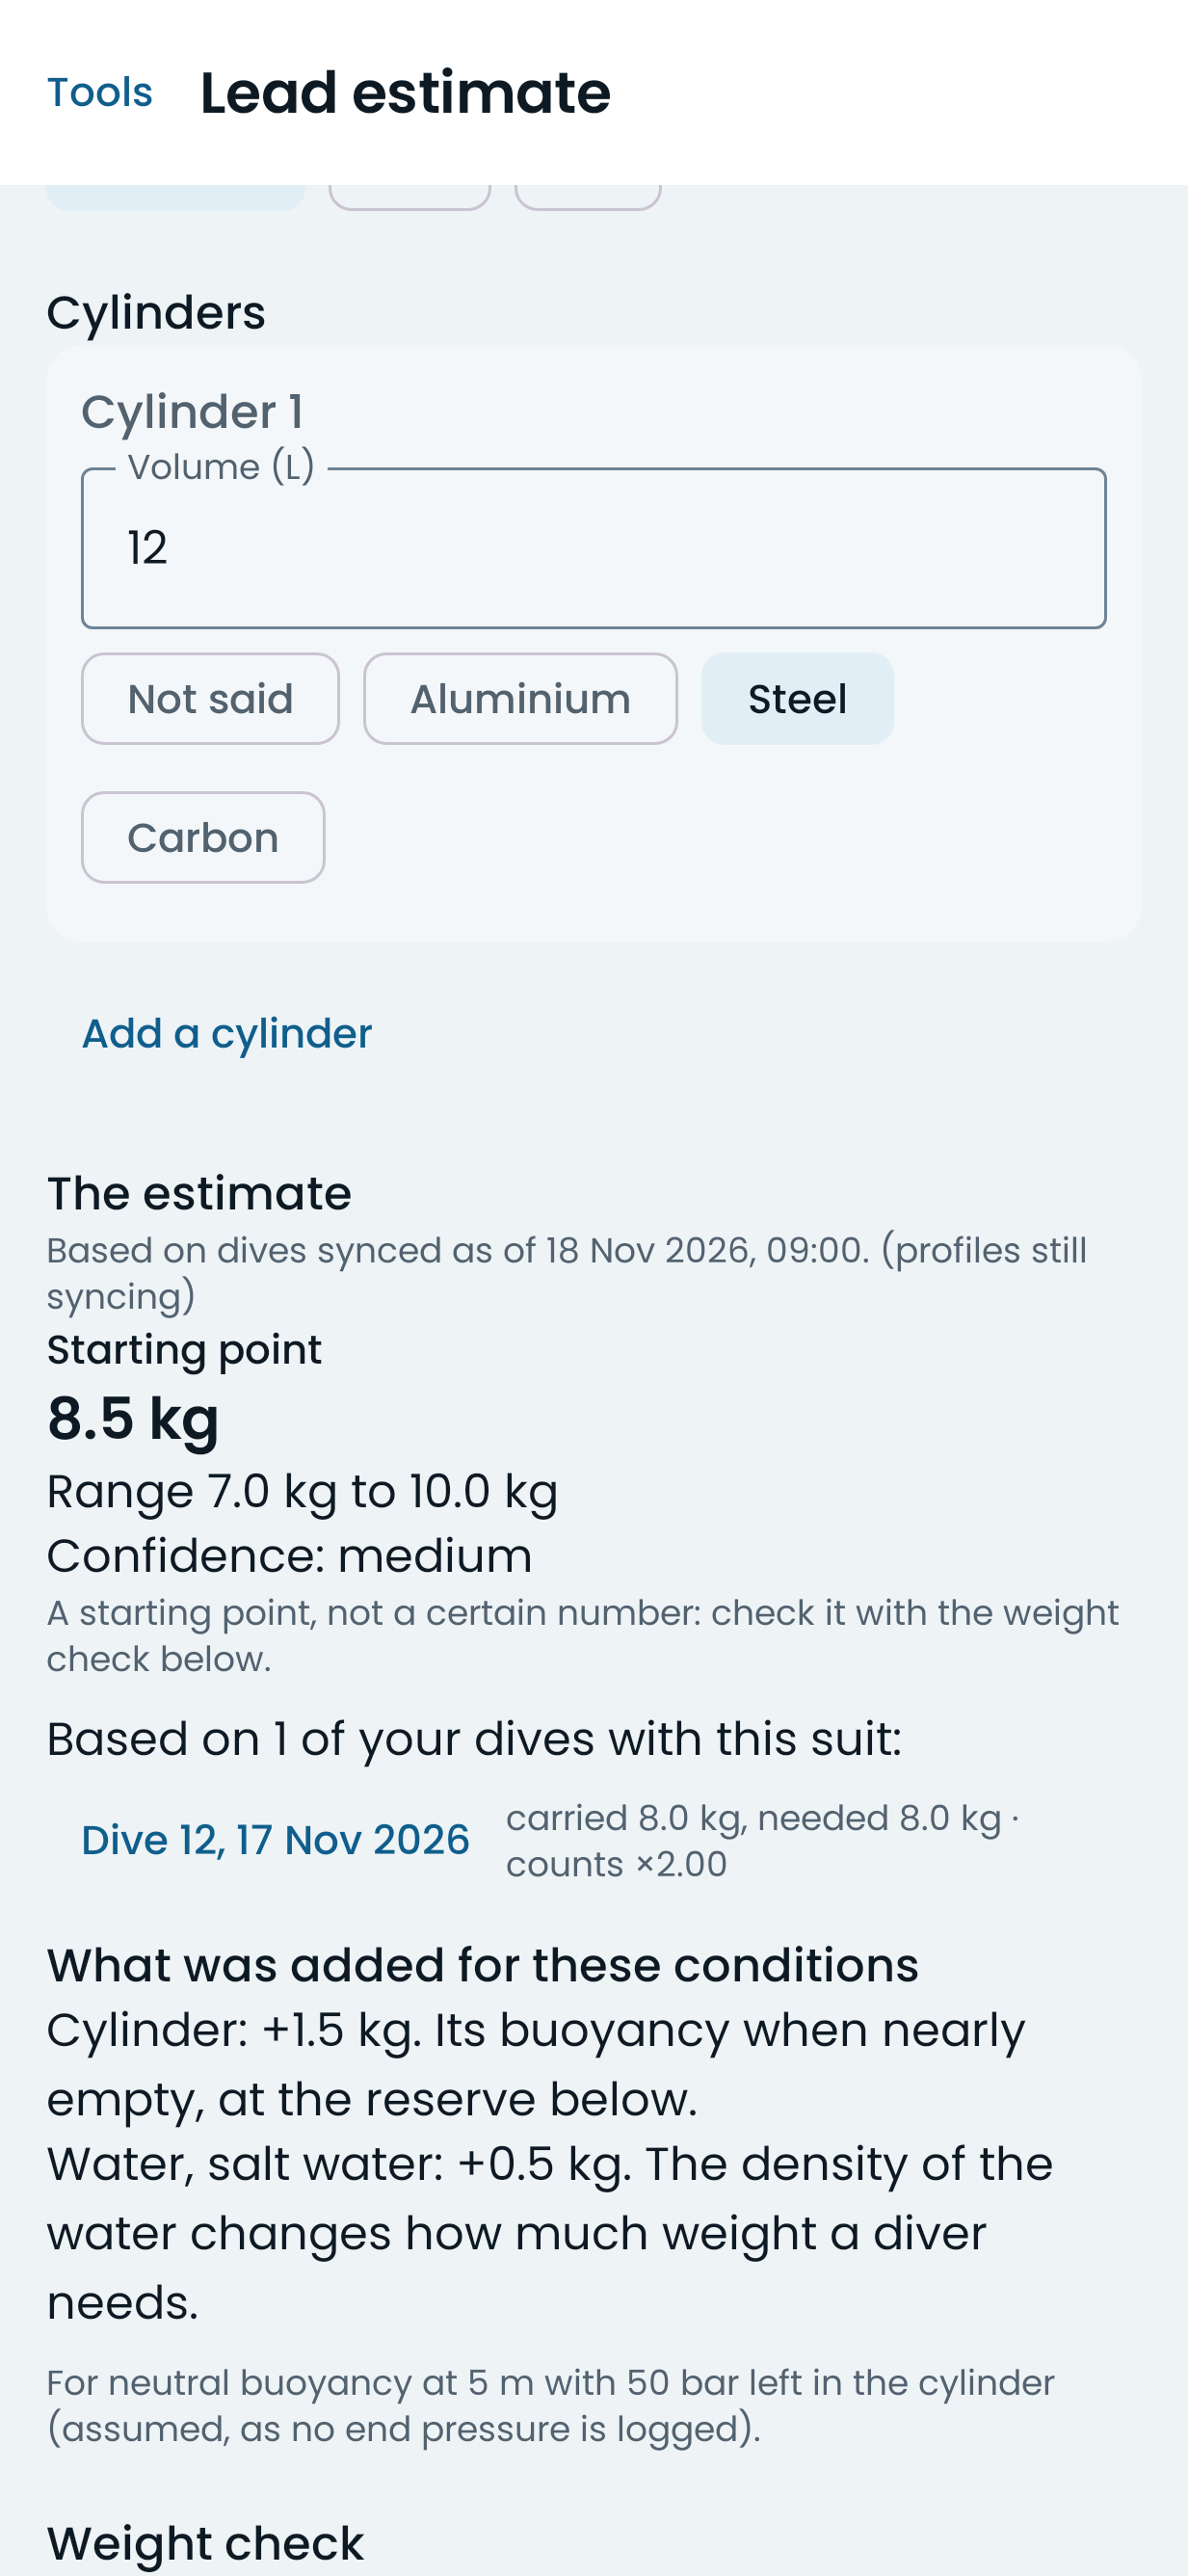 Tools Lead estimate
Cylinders
Cylinder 1
Volume (L)
12
Not said Aluminium Steel
Carbon
Add a cylinder
The estimate
Based on dives synced as of 18 Nov 2026, 09:00. (profiles still
syncing)
Starting point
8.5 kg
Range 7.0 kg to 10.0 kg
Confidence: medium
A starting point, not a certain number: check it with the weight
check below.
Based on 1 of your dives with this suit:
Dive 12, 17 Nov 2026
carried 8.0 kg, needed 8.0 kg ·
counts ×2.00
What was added for these conditions
Cylinder: +1.5 kg. Its buoyancy when nearly
empty, at the reserve below.
Water, salt water: +0.5 kg. The density of the
water changes how much weight a diver
needs.
For neutral buoyancy at 5 m with 50 bar left in the cylinder
(assumed, as no end pressure is logged).
Weight check